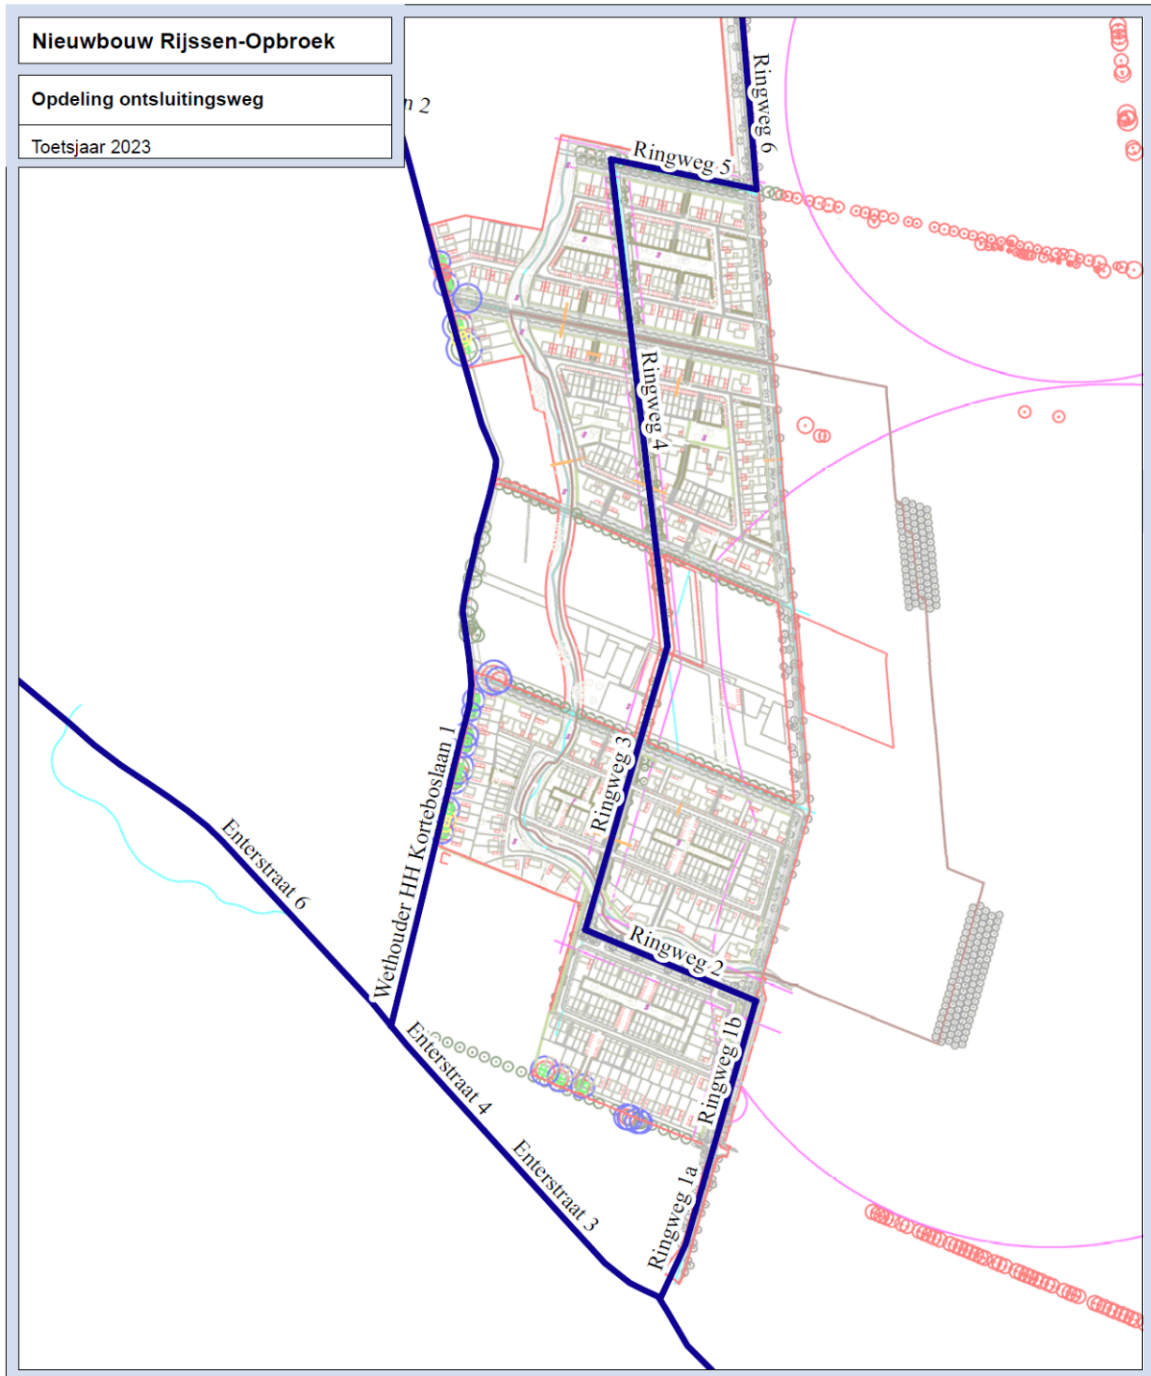 Nieuwbouw Rijssen-Opbroek
Opdeling ontsluitingsweg
Toetsjaar 2023
n 2
Ringweg 6
Ringweg 5
Ringweg 4
Ringweg 3
Wethouder HH Korteboslaan 1
Enterstraat 6
Ringweg 2
Ringweg 1b
Enterstraat 4
Enterstraat 3
Ringweg 1a